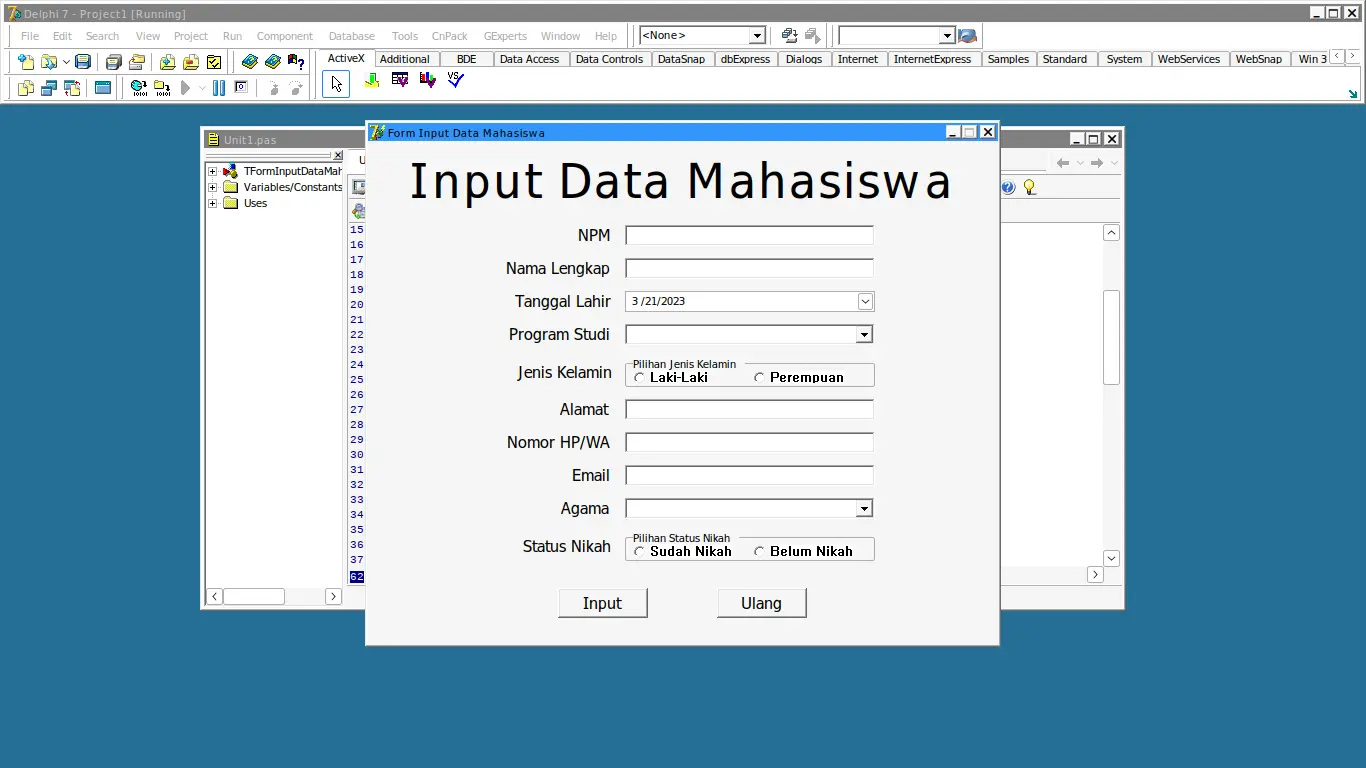 Delphi 7 - Project1 [Running]
File Edit Search View Project Run Component Database Tools CnPack GExperts Window Help <None>
ActiveX Additional BDE Data Access Data Controls DataSnap dbExpress Dialogs Internet InternetExpress Samples Standard System WebServices WebSnap Win 3
Unit1.pas
TFormInputDataMah
Variables/Constants
Uses
15
16
17
18
19
20
21
22
23
24
25
26
27
28
29
30
31
32
33
34
35
36
37
62
Form Input Data Mahasiswa
Input Data Mahasiswa
NPM
Nama Lengkap
Tanggal Lahir 3 /21/2023
Program Studi
Jenis Kelamin Pilihan Jenis Kelamin
Laki-Laki Perempuan
Alamat
Nomor HP/WA
Email
Agama
Status Nikah Pilihan Status Nikah
Sudah Nikah Belum Nikah
Input Ulang